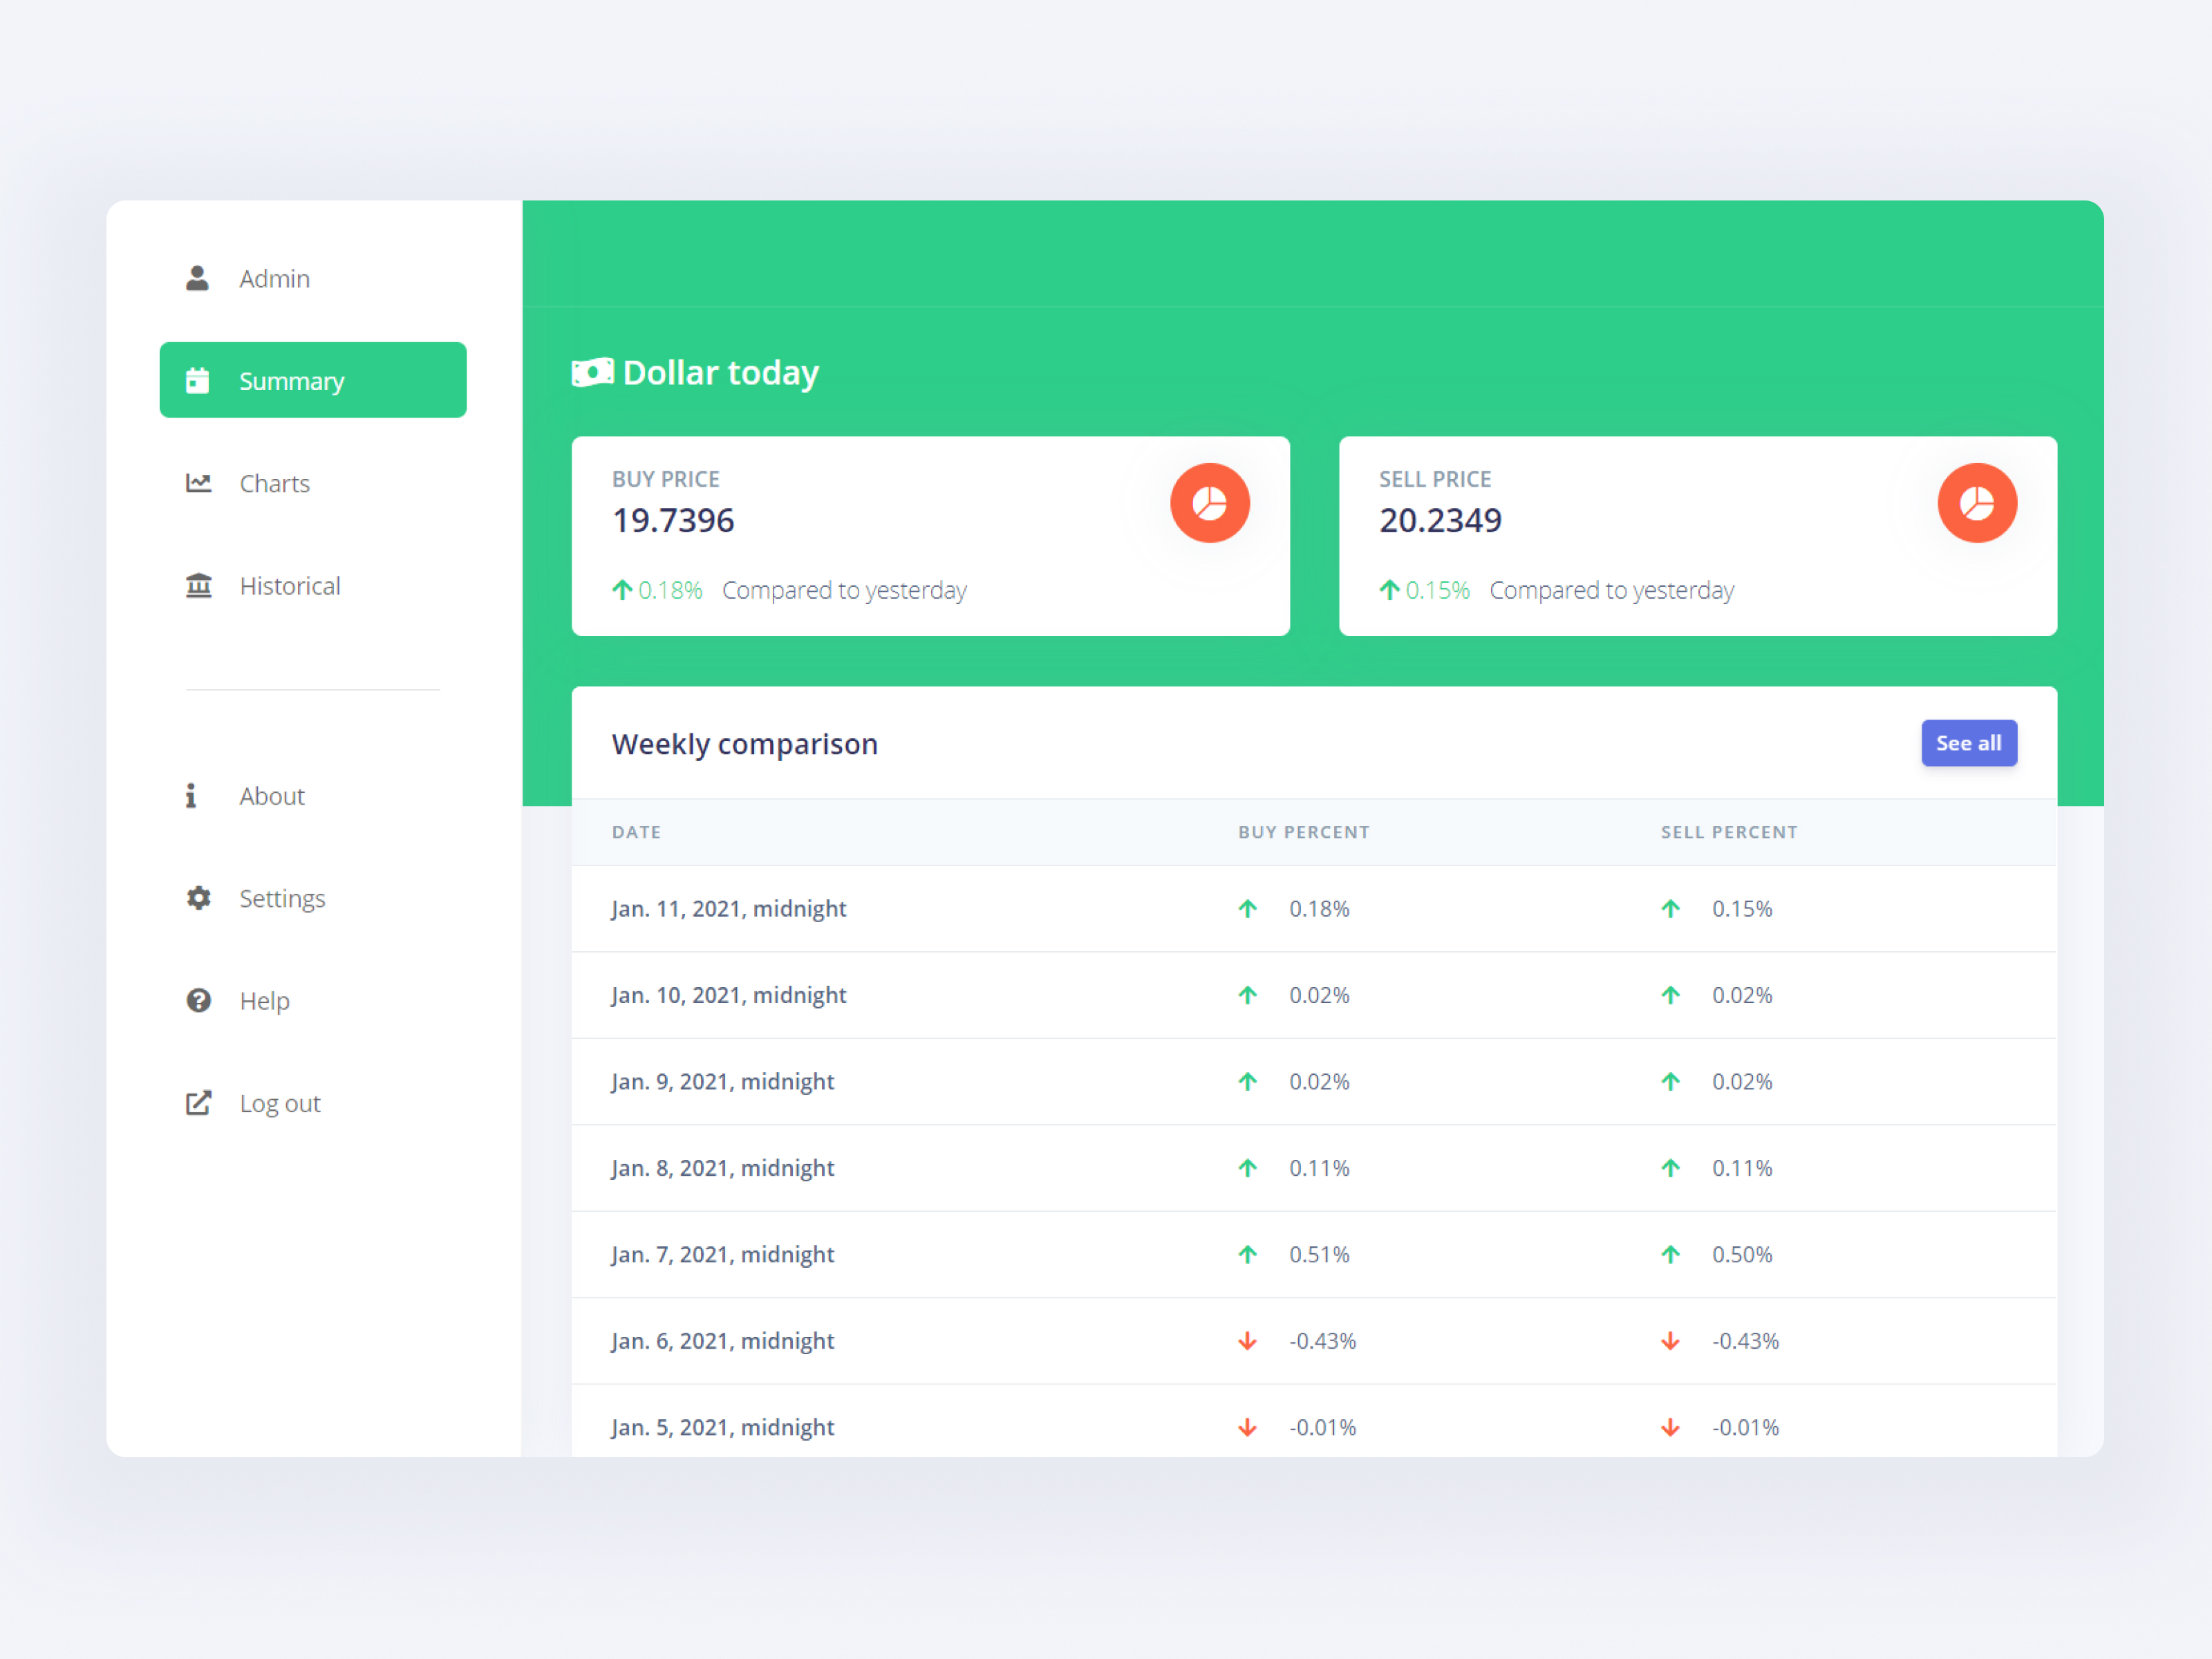 Admin
Summary
Charts
Historical
About
Settings
Help
Log out
Dollar today
BUY PRICE
19.7396
0.18% Compared to yesterday
SELL PRICE
20.2349
0.15% Compared to yesterday
Weekly comparison
See all
DATE BUY PERCENT SELL PERCENT
Jan. 11, 2021, midnight 0.18% 0.15%
Jan. 10, 2021, midnight 0.02% 0.02%
Jan. 9, 2021, midnight 0.02% 0.02%
Jan. 8, 2021, midnight 0.11% 0.11%
Jan. 7, 2021, midnight 0.51% 0.50%
Jan. 6, 2021, midnight -0.43% -0.43%
Jan. 5, 2021, midnight -0.01% -0.01%